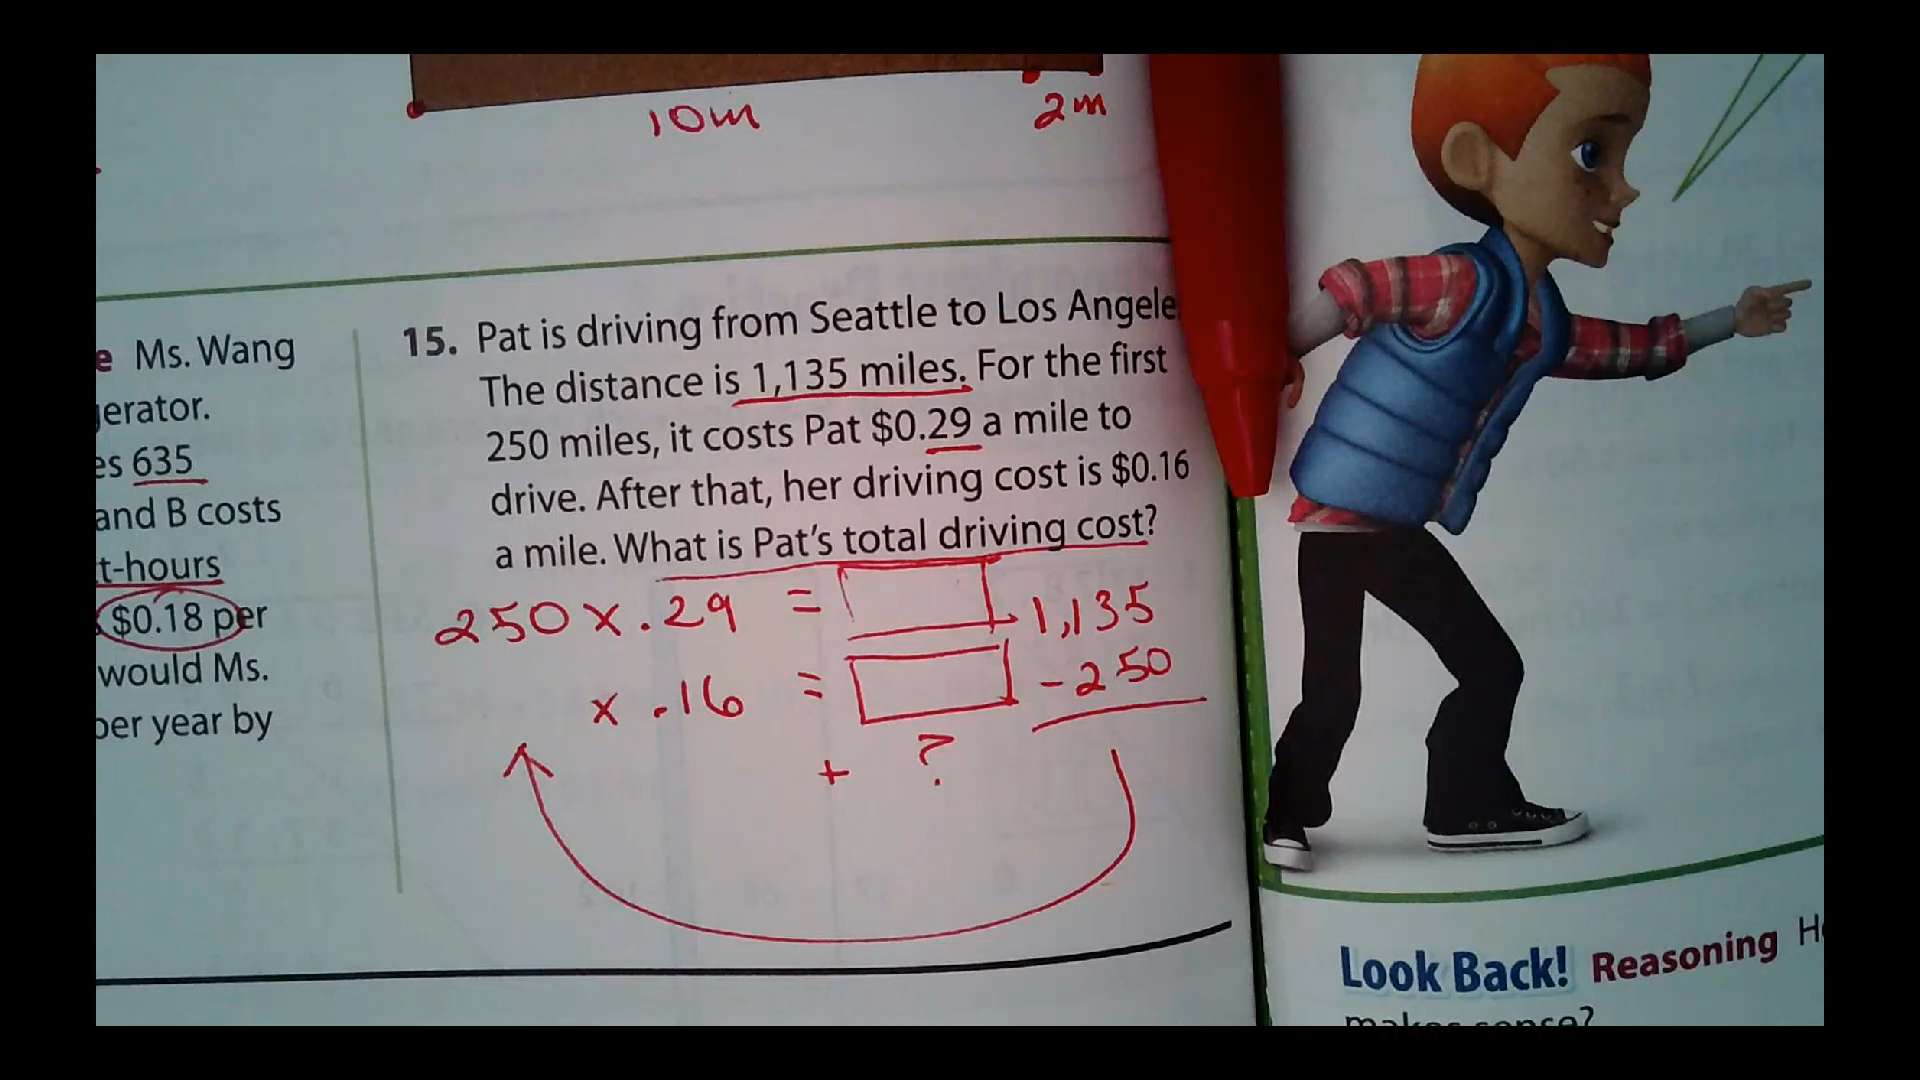 10m
2m
Ms. Wang
635
and B costs
t-hours
$0.18 per
would Ms.
per year by
15. Pat is driving from Seattle to Los Angele
The distance is 1,135 miles. For the first
250 miles, it costs Pat $0.29 a mile to
drive. After that, her driving cost is $0.16
a mile. What is Pat's total driving cost?
250 x .29 =
x .16 =
+ ?
1,135
- 250
Look Back! Reasoning
makes sense?